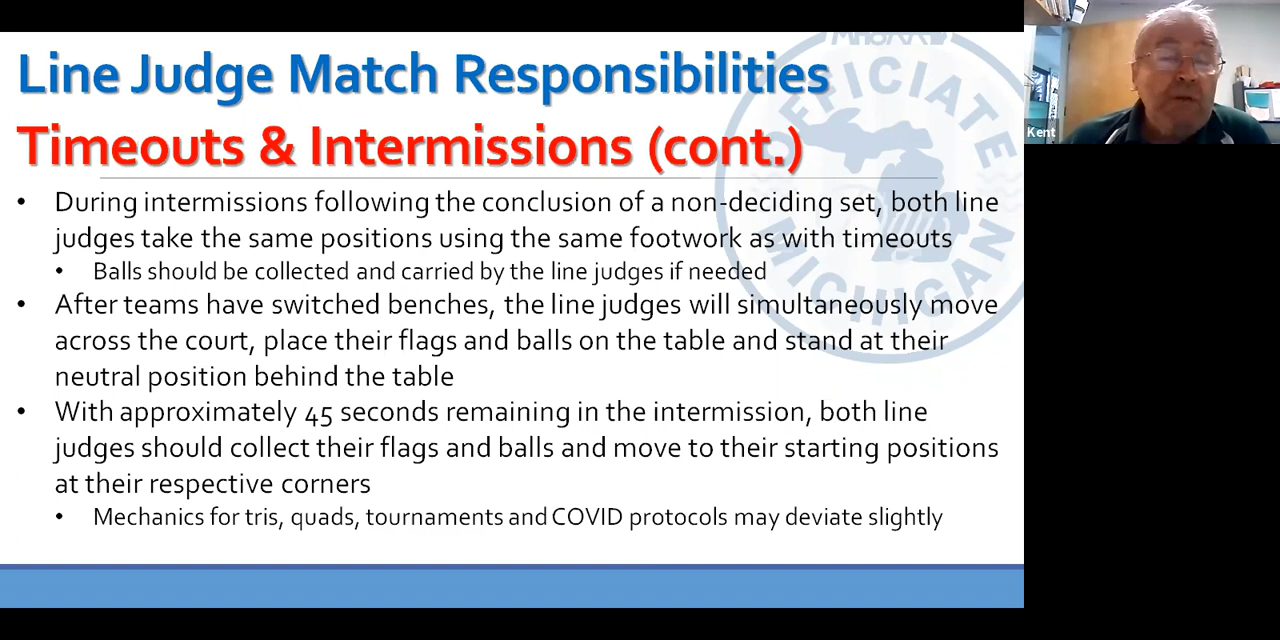 Line Judge Match Responsibilities
Timeouts & Intermissions (cont.)
• During intermissions following the conclusion of a non-deciding set, both line
judges take the same positions using the same footwork as with timeouts
• Balls should be collected and carried by the line judges if needed
• After teams have switched benches, the line judges will simultaneously move
across the court, place their flags and balls on the table and stand at their
neutral position behind the table
• With approximately 45 seconds remaining in the intermission, both line
judges should collect their flags and balls and move to their starting positions
at their respective corners
• Mechanics for tris, quads, tournaments and COVID protocols may deviate slightly
MHSAA
OFFICIATE
MICHIGAN
Kent